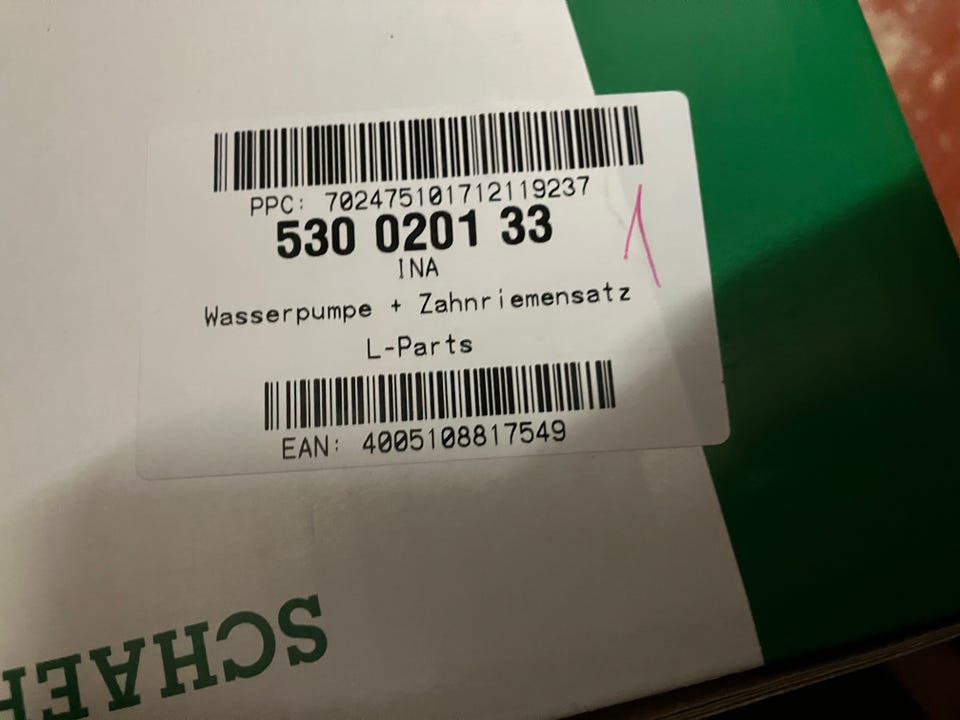 PPC: 702475101712119237
530 0201 33
INA
Wasserpumpe + Zahnriemensatz
L-Parts
EAN: 4005108817549
1
SCHAEF